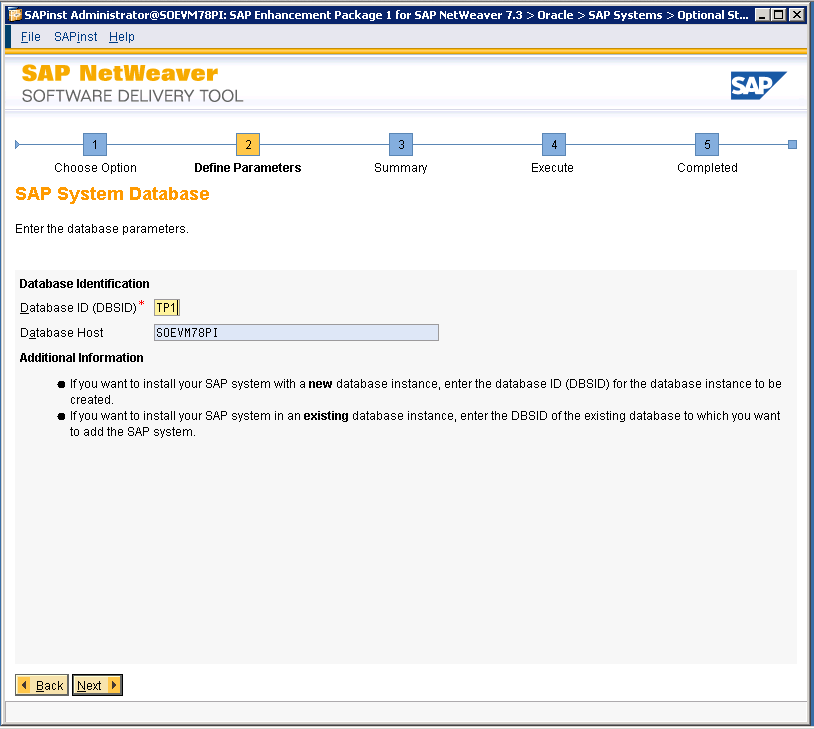 SAPinst Administrator@SOEVM78PI: SAP Enhancement Package 1 for SAP NetWeaver 7.3 > Oracle > SAP Systems > Optional St...
File SAPinst Help
SAP NetWeaver
SOFTWARE DELIVERY TOOL
SAP
1 2 3 4 5
Choose Option Define Parameters Summary Execute Completed
SAP System Database
Enter the database parameters.
Database Identification
Database ID (DBSID) * TP1
Database Host SOEVM78PI
Additional Information
● If you want to install your SAP system with a new database instance, enter the database ID (DBSID) for the database instance to be
created.
● If you want to install your SAP system in an existing database instance, enter the DBSID of the existing database to which you want
to add the SAP system.
Back Next